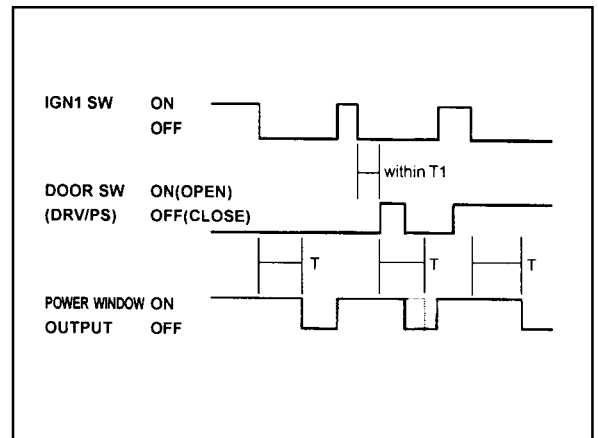 IGN1 SW ON
OFF
within T1
DOOR SW ON(OPEN)
(DRV/PS) OFF(CLOSE)
T T T
POWER WINDOW ON
OUTPUT OFF